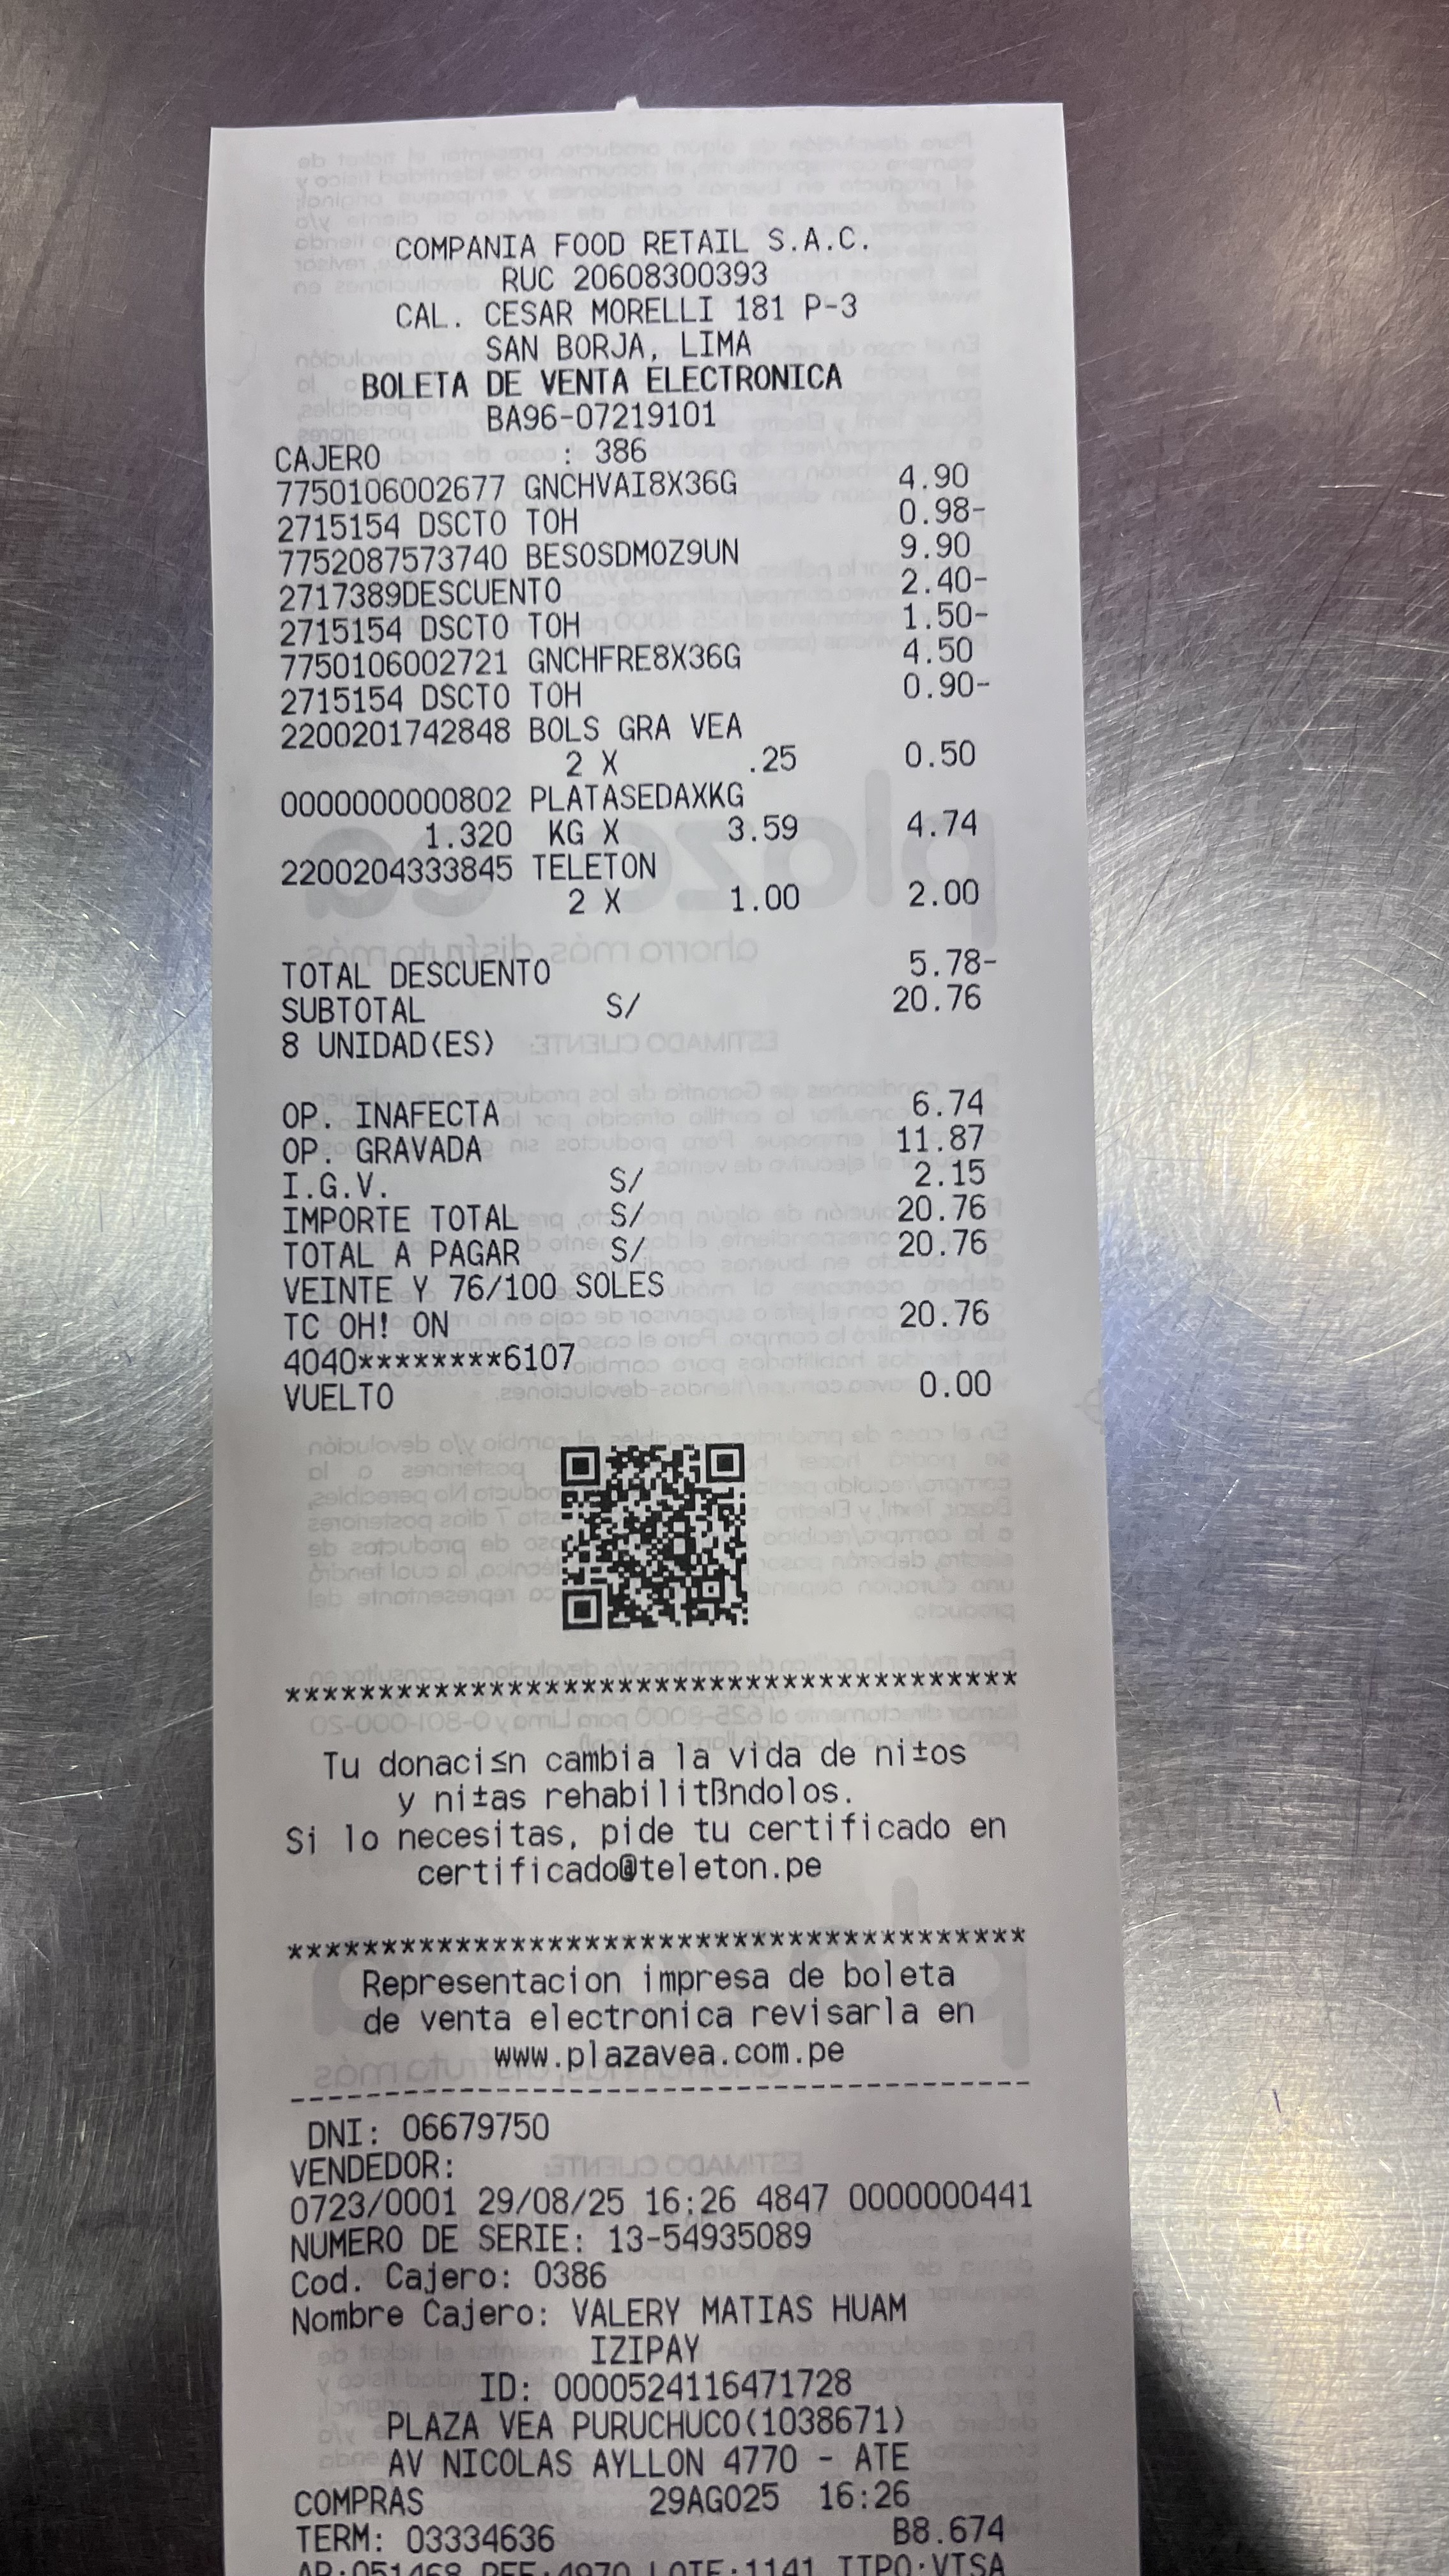 COMPANIA FOOD RETAIL S.A.C.
RUC 20608300393
CAL. CESAR MORELLI 181 P-3
SAN BORJA, LIMA
BOLETA DE VENTA ELECTRONICA
BA96-07219101
CAJERO : 386
7750106002677 GNCHVAI8X36G 4.90
2715154 DSCTO TOH 0.98-
7752087573740 BESOSDMOZ9UN 9.90
2717389DESCUENTO 2.40-
2715154 DSCTO TOH 1.50-
7750106002721 GNCHFRE8X36G 4.50
2715154 DSCTO TOH 0.90-
2200201742848 BOLS GRA VEA
2 X .25 0.50
0000000000802 PLATASEDAXKG
1.320 KG X 3.59 4.74
2200204333845 TELETON
2 X 1.00 2.00
TOTAL DESCUENTO 5.78-
SUBTOTAL S/ 20.76
8 UNIDAD(ES)
OP. INAFECTA 6.74
OP. GRAVADA 11.87
I.G.V. S/ 2.15
IMPORTE TOTAL S/ 20.76
TOTAL A PAGAR S/ 20.76
VEINTE Y 76/100 SOLES
TC OH! ON 20.76
4040********6107
VUELTO 0.00
****************************************
Tu donaci≤n cambia la vida de ni±os
y ni±as rehabilitßndolos.
Si lo necesitas, pide tu certificado en
certificado@teleton.pe
****************************************
Representacion impresa de boleta
de venta electronica revisarla en
www.plazavea.com.pe
----------------------------------------
DNI: 06679750
VENDEDOR:
0723/0001 29/08/25 16:26 4847 0000000441
NUMERO DE SERIE: 13-54935089
Cod. Cajero: 0386
Nombre Cajero: VALERY MATIAS HUAM
IZIPAY
ID: 0000524116471728
PLAZA VEA PURUCHUCO(1038671)
AV NICOLAS AYLLON 4770 - ATE
COMPRAS 29AGO25 16:26
TERM: 03334636 B8.674
AP:051468 REF:4970 LOTE:1141 TIPO:VISA